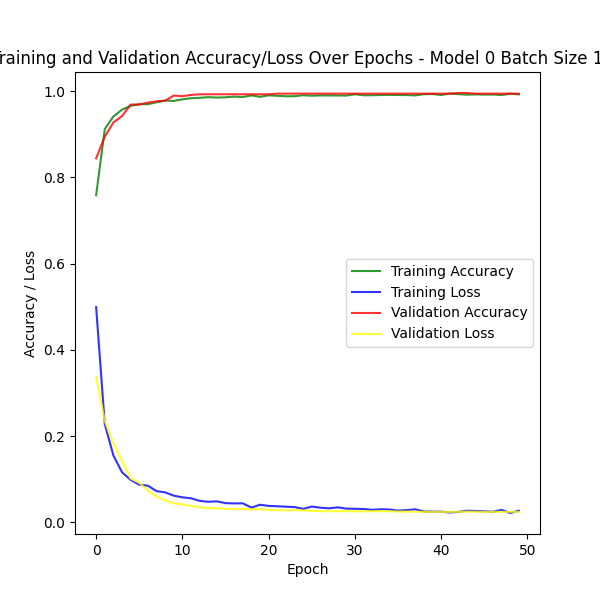 raining and Validation Accuracy/Loss Over Epochs - Model 0 Batch Size 1
1.0
0.8
0.6
0.4
0.2
0.0
Accuracy / Loss
Training Accuracy
Training Loss
Validation Accuracy
Validation Loss
0 10 20 30 40 50
Epoch